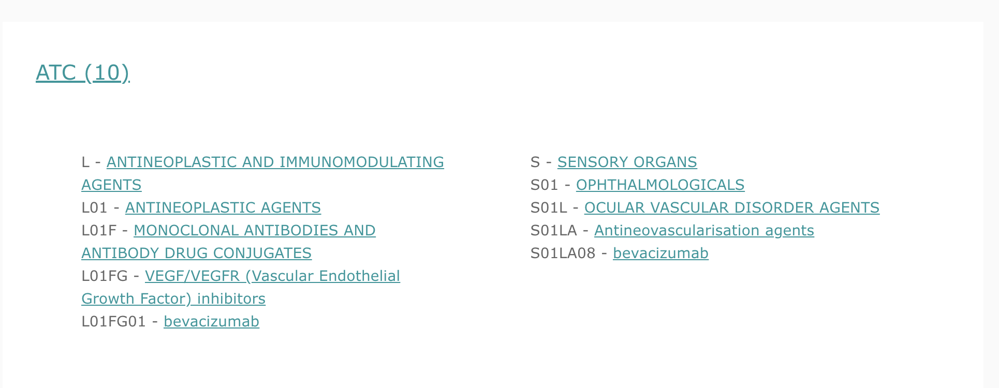 ATC (10)
L - ANTINEOPLASTIC AND IMMUNOMODULATING
AGENTS
L01 - ANTINEOPLASTIC AGENTS
L01F - MONOCLONAL ANTIBODIES AND
ANTIBODY DRUG CONJUGATES
L01FG - VEGF/VEGFR (Vascular Endothelial
Growth Factor) inhibitors
L01FG01 - bevacizumab
S - SENSORY ORGANS
S01 - OPHTHALMOLOGICALS
S01L - OCULAR VASCULAR DISORDER AGENTS
S01LA - Antineovascularisation agents
S01LA08 - bevacizumab